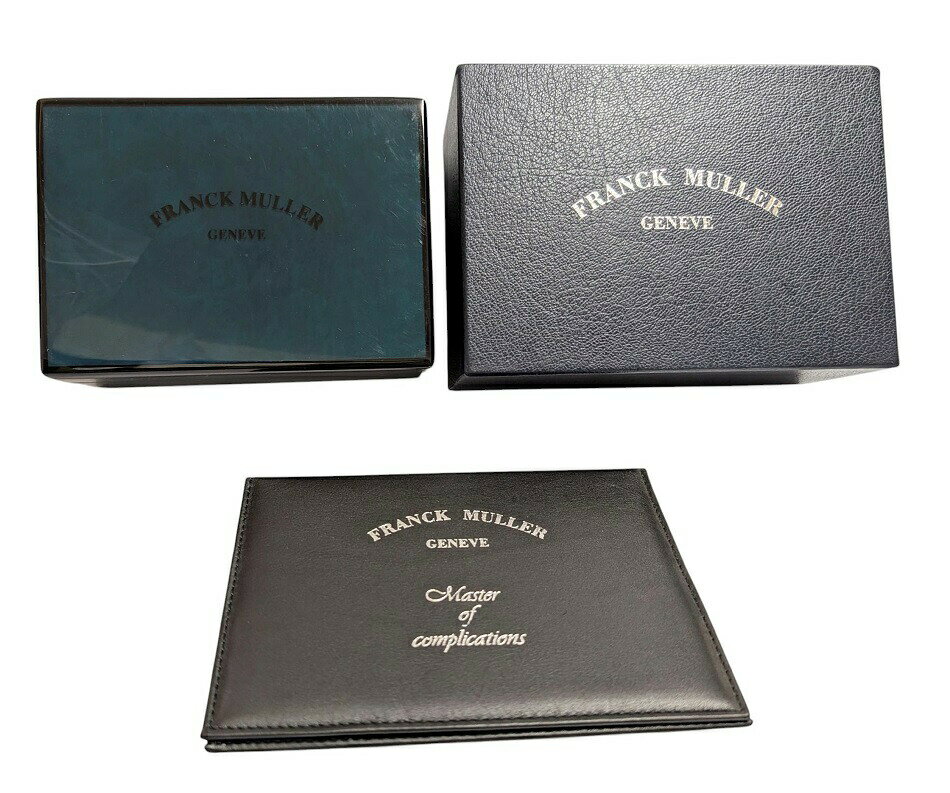 FRANCK MULLER
GENEVE
FRANCK MULLER
GENEVE
FRANCK MULLER
GENEVE
Master
of
complications